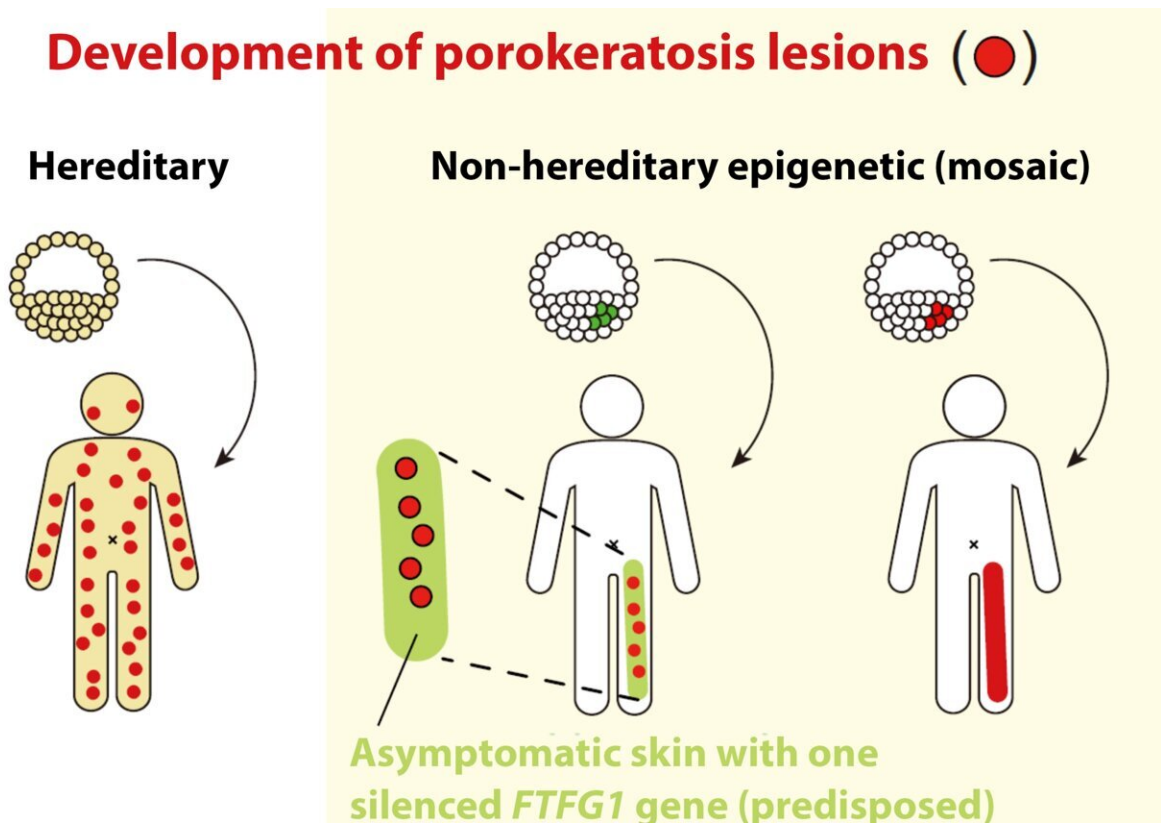 Development of porokeratosis lesions ( )
Hereditary
Non-hereditary epigenetic (mosaic)
×
×
×
Asymptomatic skin with one
silenced FTFG1 gene (predisposed)